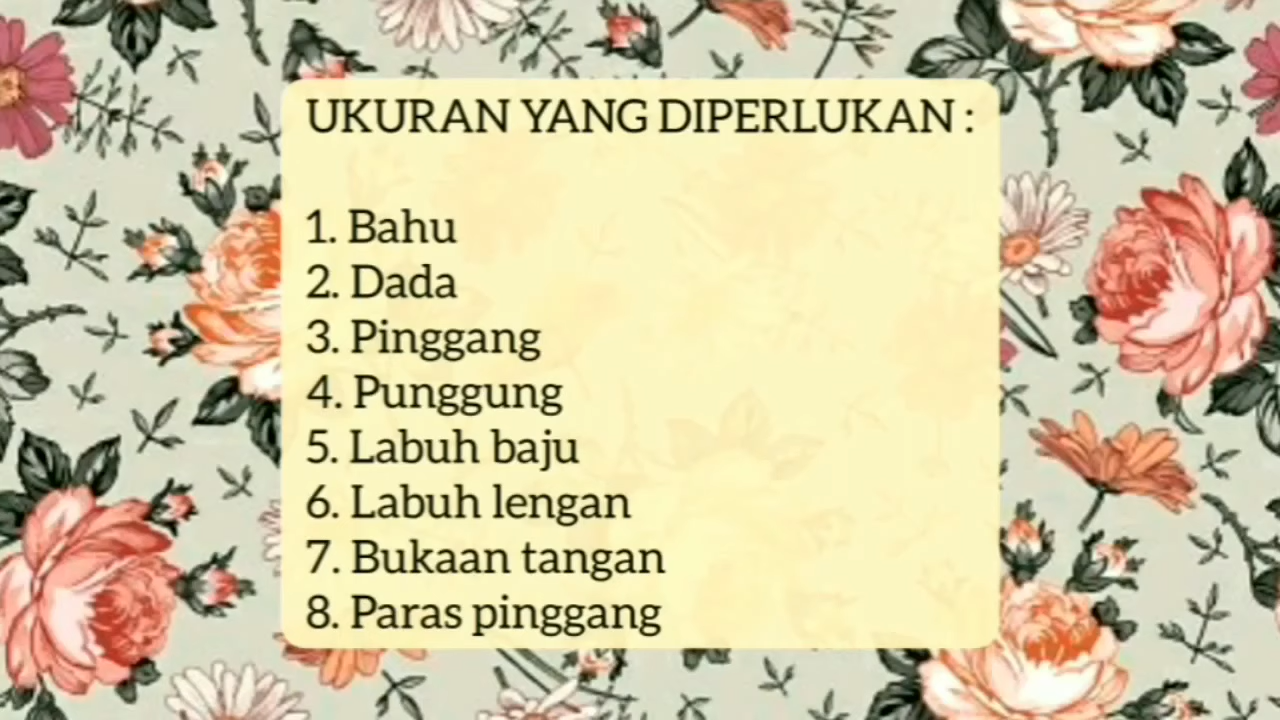 UKURAN YANG DIPERLUKAN :
1. Bahu
2. Dada
3. Pinggang
4. Punggung
5. Labuh baju
6. Labuh lengan
7. Bukaan tangan
8. Paras pinggang